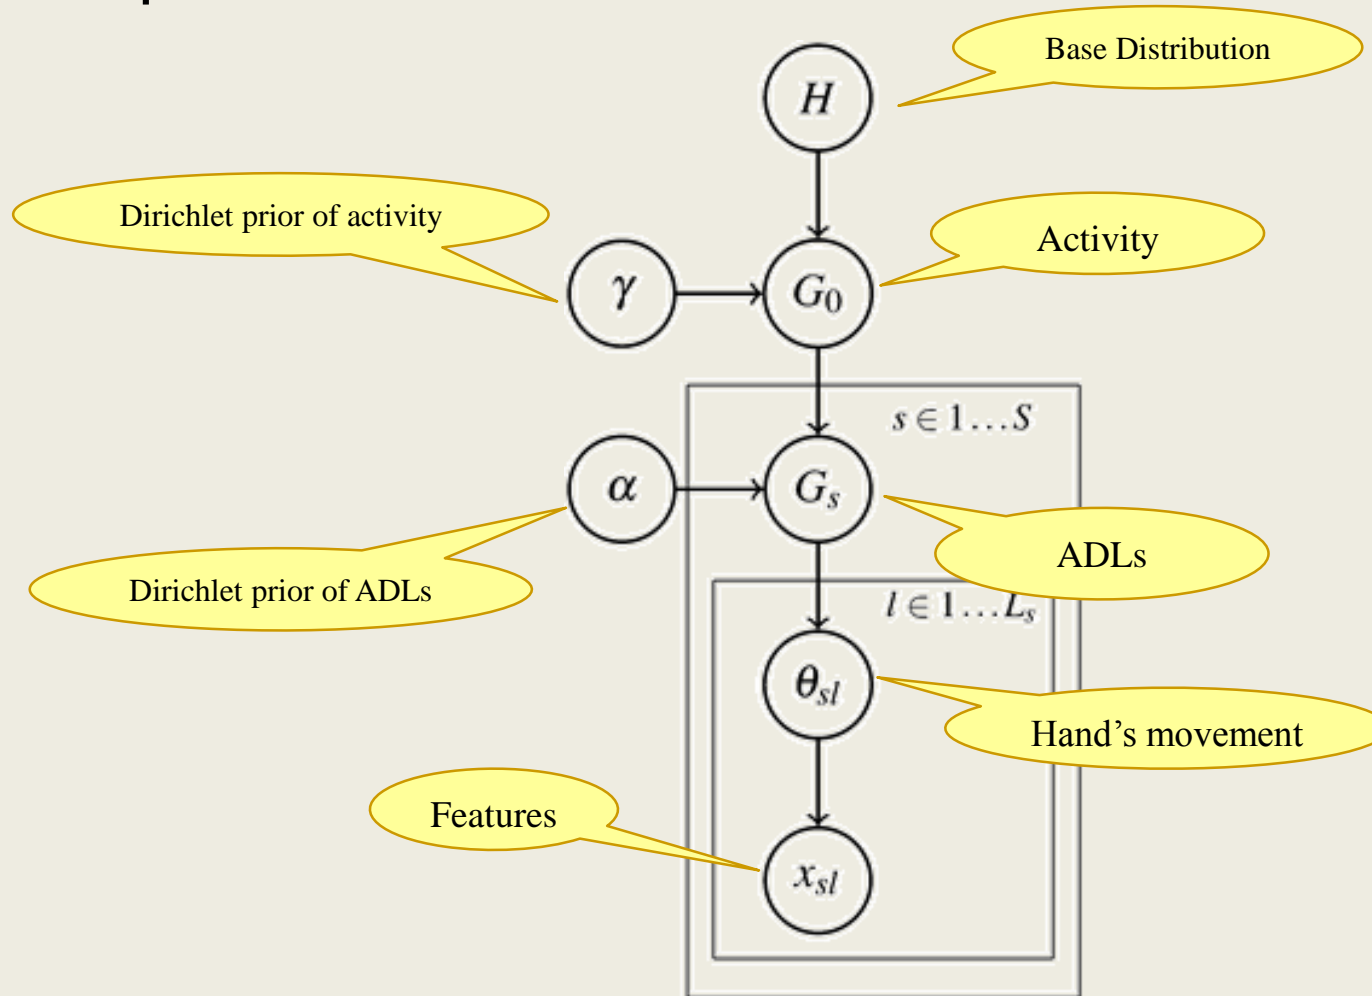 Base Distribution
H
Dirichlet prior of activity
Activity
γ
G₀
s ∈ 1…S
α
Gₛ
ADLs
Dirichlet prior of ADLs
l ∈ 1…Lₛ
θₛₗ
Hand’s movement
Features
xₛₗ